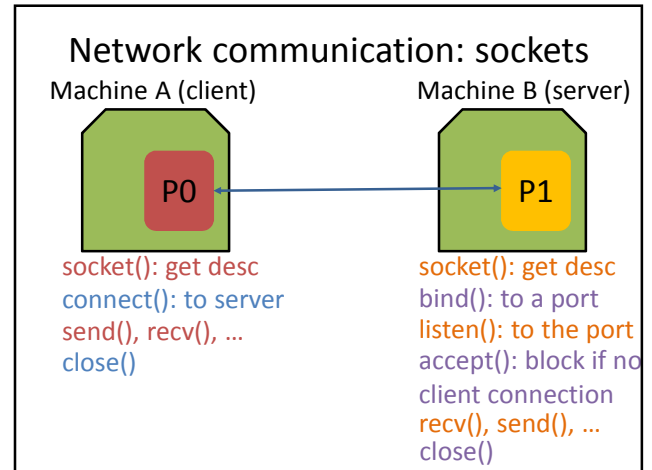 Network communication: sockets
Machine A (client)
Machine B (server)
P0
P1
socket(): get desc
connect(): to server
send(), recv(), …
close()
socket(): get desc
bind(): to a port
listen(): to the port
accept(): block if no
client connection
recv(), send(), …
close()